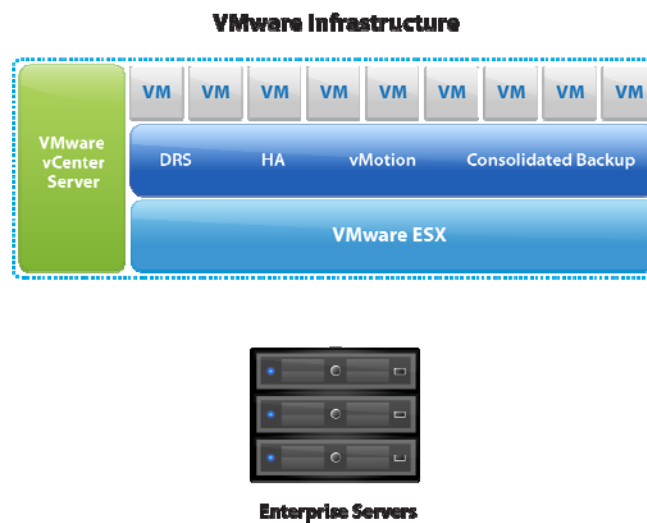 VMware Infrastructure
VM VM VM VM VM VM VM VM VM
VMware
vCenter
Server
DRS HA vMotion Consolidated Backup
VMware ESX
Enterprise Servers